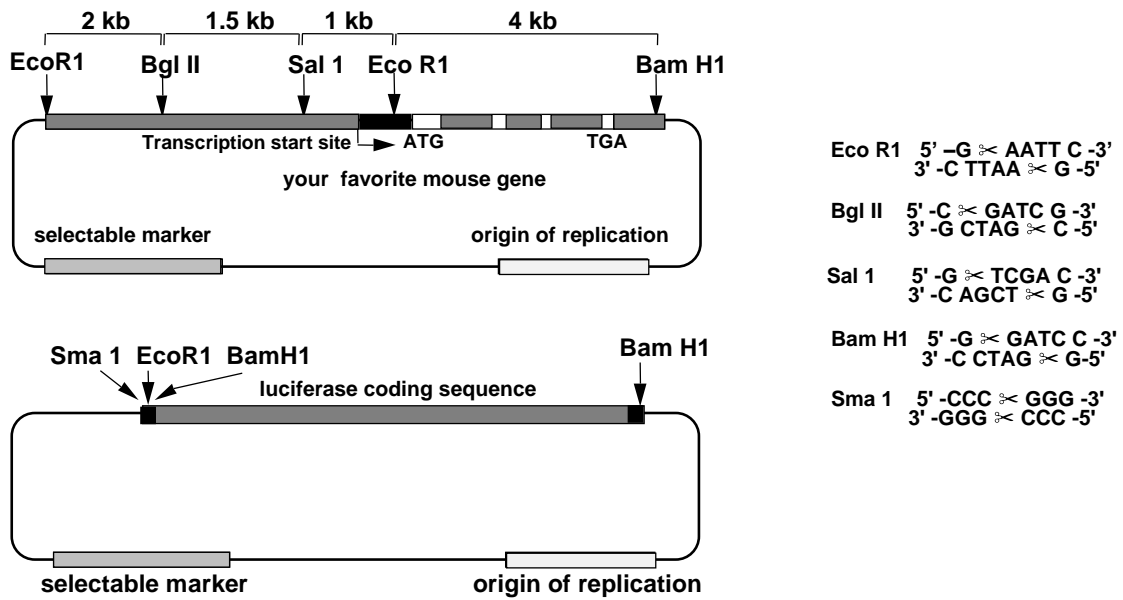 2 kb 1.5 kb 1 kb 4 kb
EcoR1 Bgl II Sal 1 Eco R1 Bam H1
Transcription start site ATG TGA
your favorite mouse gene
selectable marker origin of replication
Sma 1 EcoR1 BamH1 Bam H1
luciferase coding sequence
selectable marker origin of replication
Eco R1 5’ –G ✂ AATT C -3’
3' -C TTAA ✂ G -5'
Bgl II 5' -C ✂ GATC G -3'
3' -G CTAG ✂ C -5'
Sal 1 5' -G ✂ TCGA C -3'
3' -C AGCT ✂ G -5'
Bam H1 5' -G ✂ GATC C -3'
3' -C CTAG ✂ G-5'
Sma 1 5' -CCC ✂ GGG -3'
3' -GGG ✂ CCC -5'